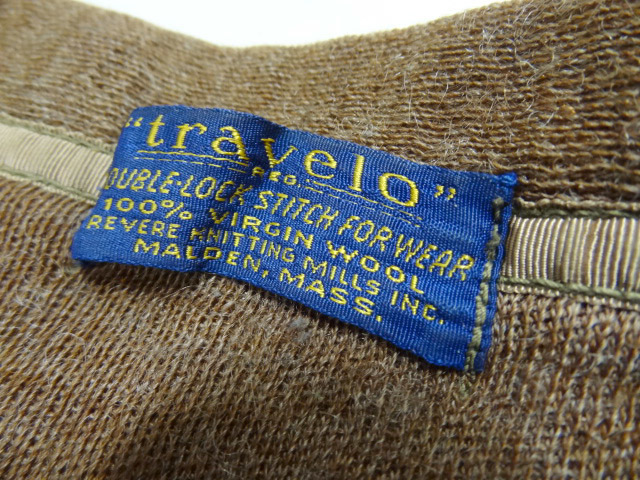 "travelo"
REG.
DOUBLE-LOCK STITCH FOR WEAR
100% VIRGIN WOOL
REVERE KNITTING MILLS INC.
MALDEN, MASS.